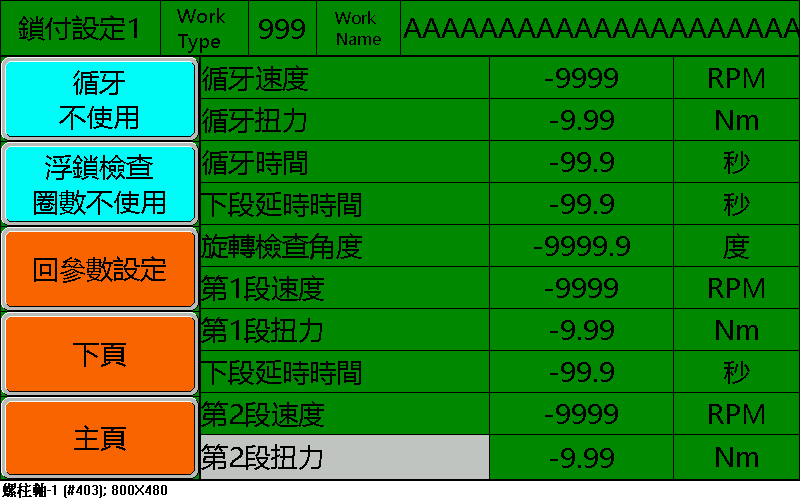 鎖付設定1 Work Type 999 Work Name AAAAAAAAAAAAAAAAAAAA
循牙
不使用
浮鎖檢查
圈數不使用
回參數設定
下頁
主頁
循牙速度 -9999 RPM
循牙扭力 -9.99 Nm
循牙時間 -99.9 秒
下段延時時間 -99.9 秒
旋轉檢查角度 -9999.9 度
第1段速度 -9999 RPM
第1段扭力 -9.99 Nm
下段延時時間 -99.9 秒
第2段速度 -9999 RPM
第2段扭力 -9.99 Nm
螺柱軸-1 (#403); 800X480